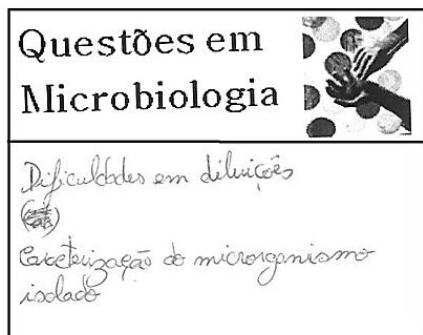 Questões em
Microbiologia
Dificuldades em diluições
Caracterização do microrganismo
isolado